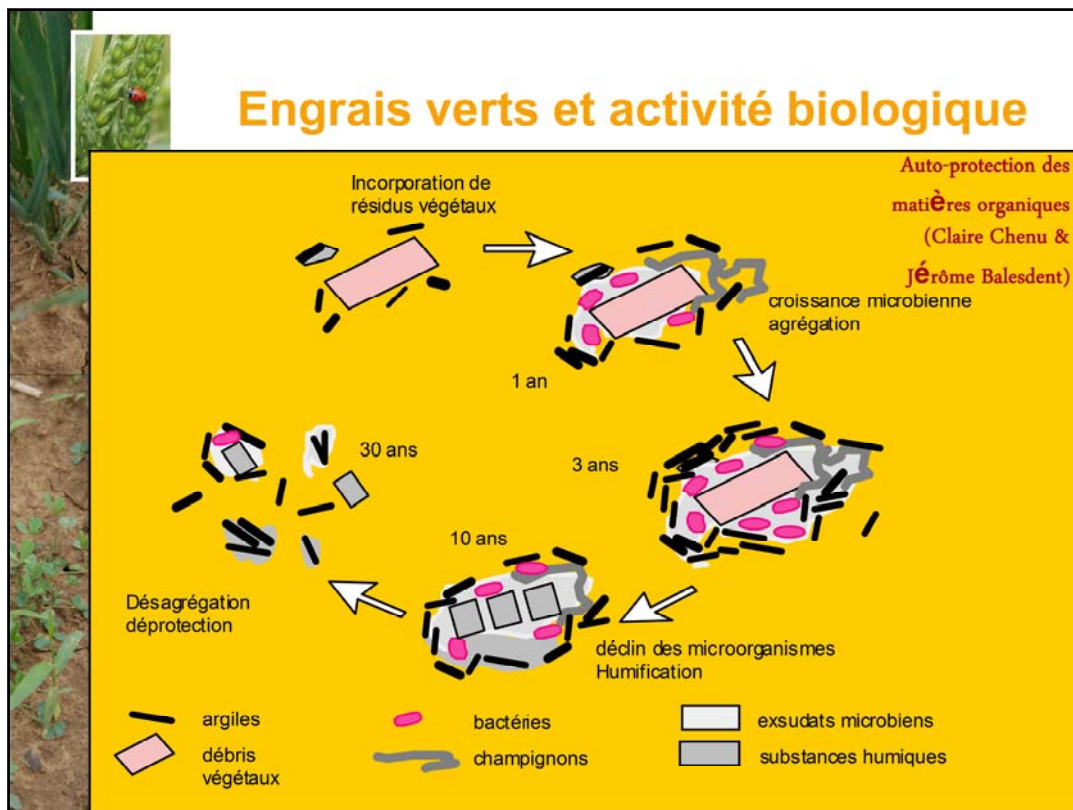 Engrais verts et activité biologique
Auto-protection des
matières organiques
(Claire Chenu &
Jérôme Balesdent)
Incorporation de
résidus végétaux
croissance microbienne
agrégation
1 an
3 ans
30 ans
10 ans
Désagrégation
déprotection
déclin des microorganismes
Humification
argiles
bactéries
exsudats microbiens
débris
végétaux
champignons
substances humiques